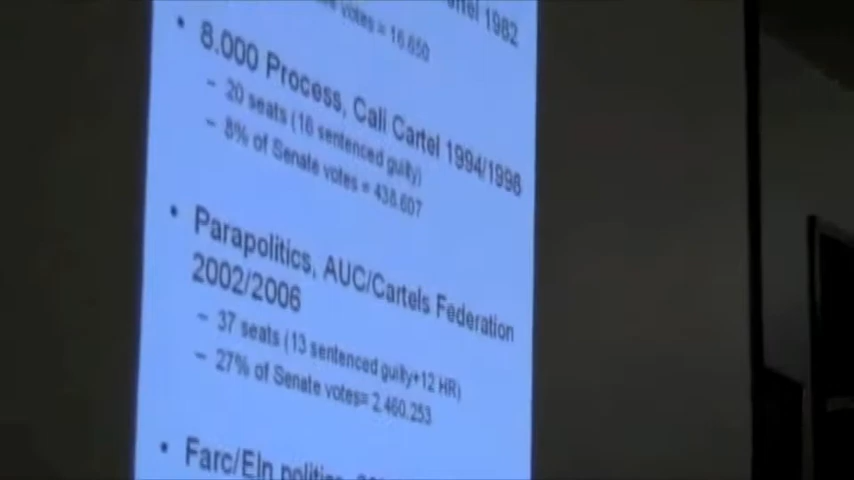 1982
votes = 16.650
• 8.000 Process, Cali Cartel 1994/1998
– 20 seats (16 sentenced guilty)
– 8% of Senate votes = 438.607
• Parapolitics, AUC/Cartels Federation
2002/2006
– 37 seats (13 sentenced guilty+12 HR)
– 27% of Senate votes= 2.460.253
• Farc/Eln